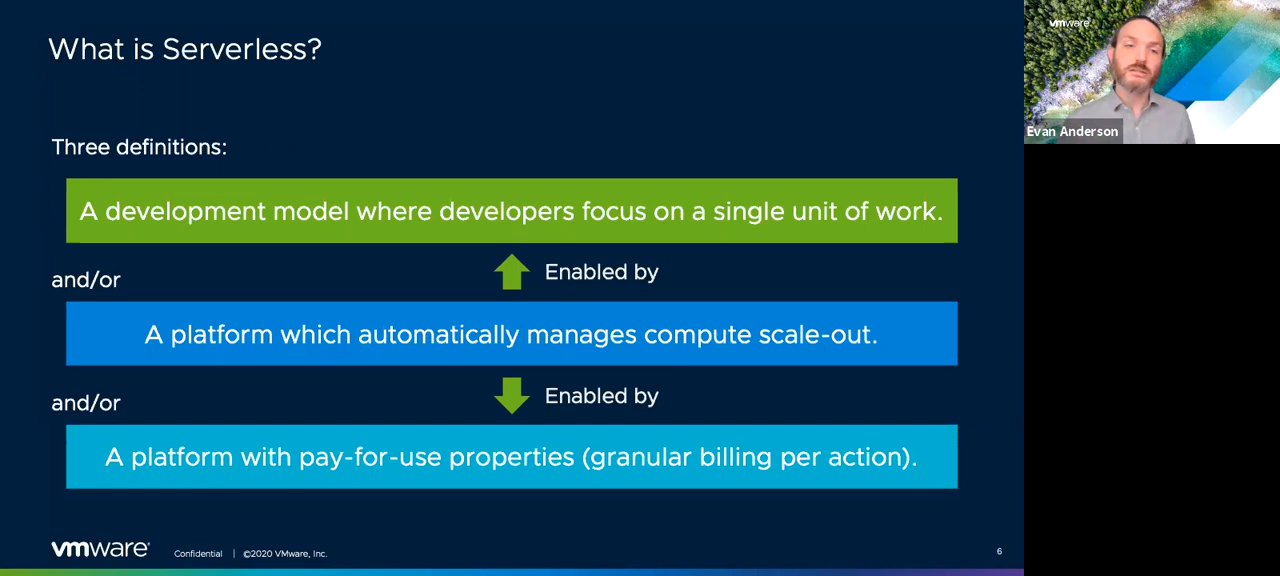 What is Serverless?
Three definitions:
A development model where developers focus on a single unit of work.
and/or
Enabled by
A platform which automatically manages compute scale-out.
and/or
Enabled by
A platform with pay-for-use properties (granular billing per action).
vmware®
Confidential | ©2020 VMware, Inc.
6
vmware
Evan Anderson